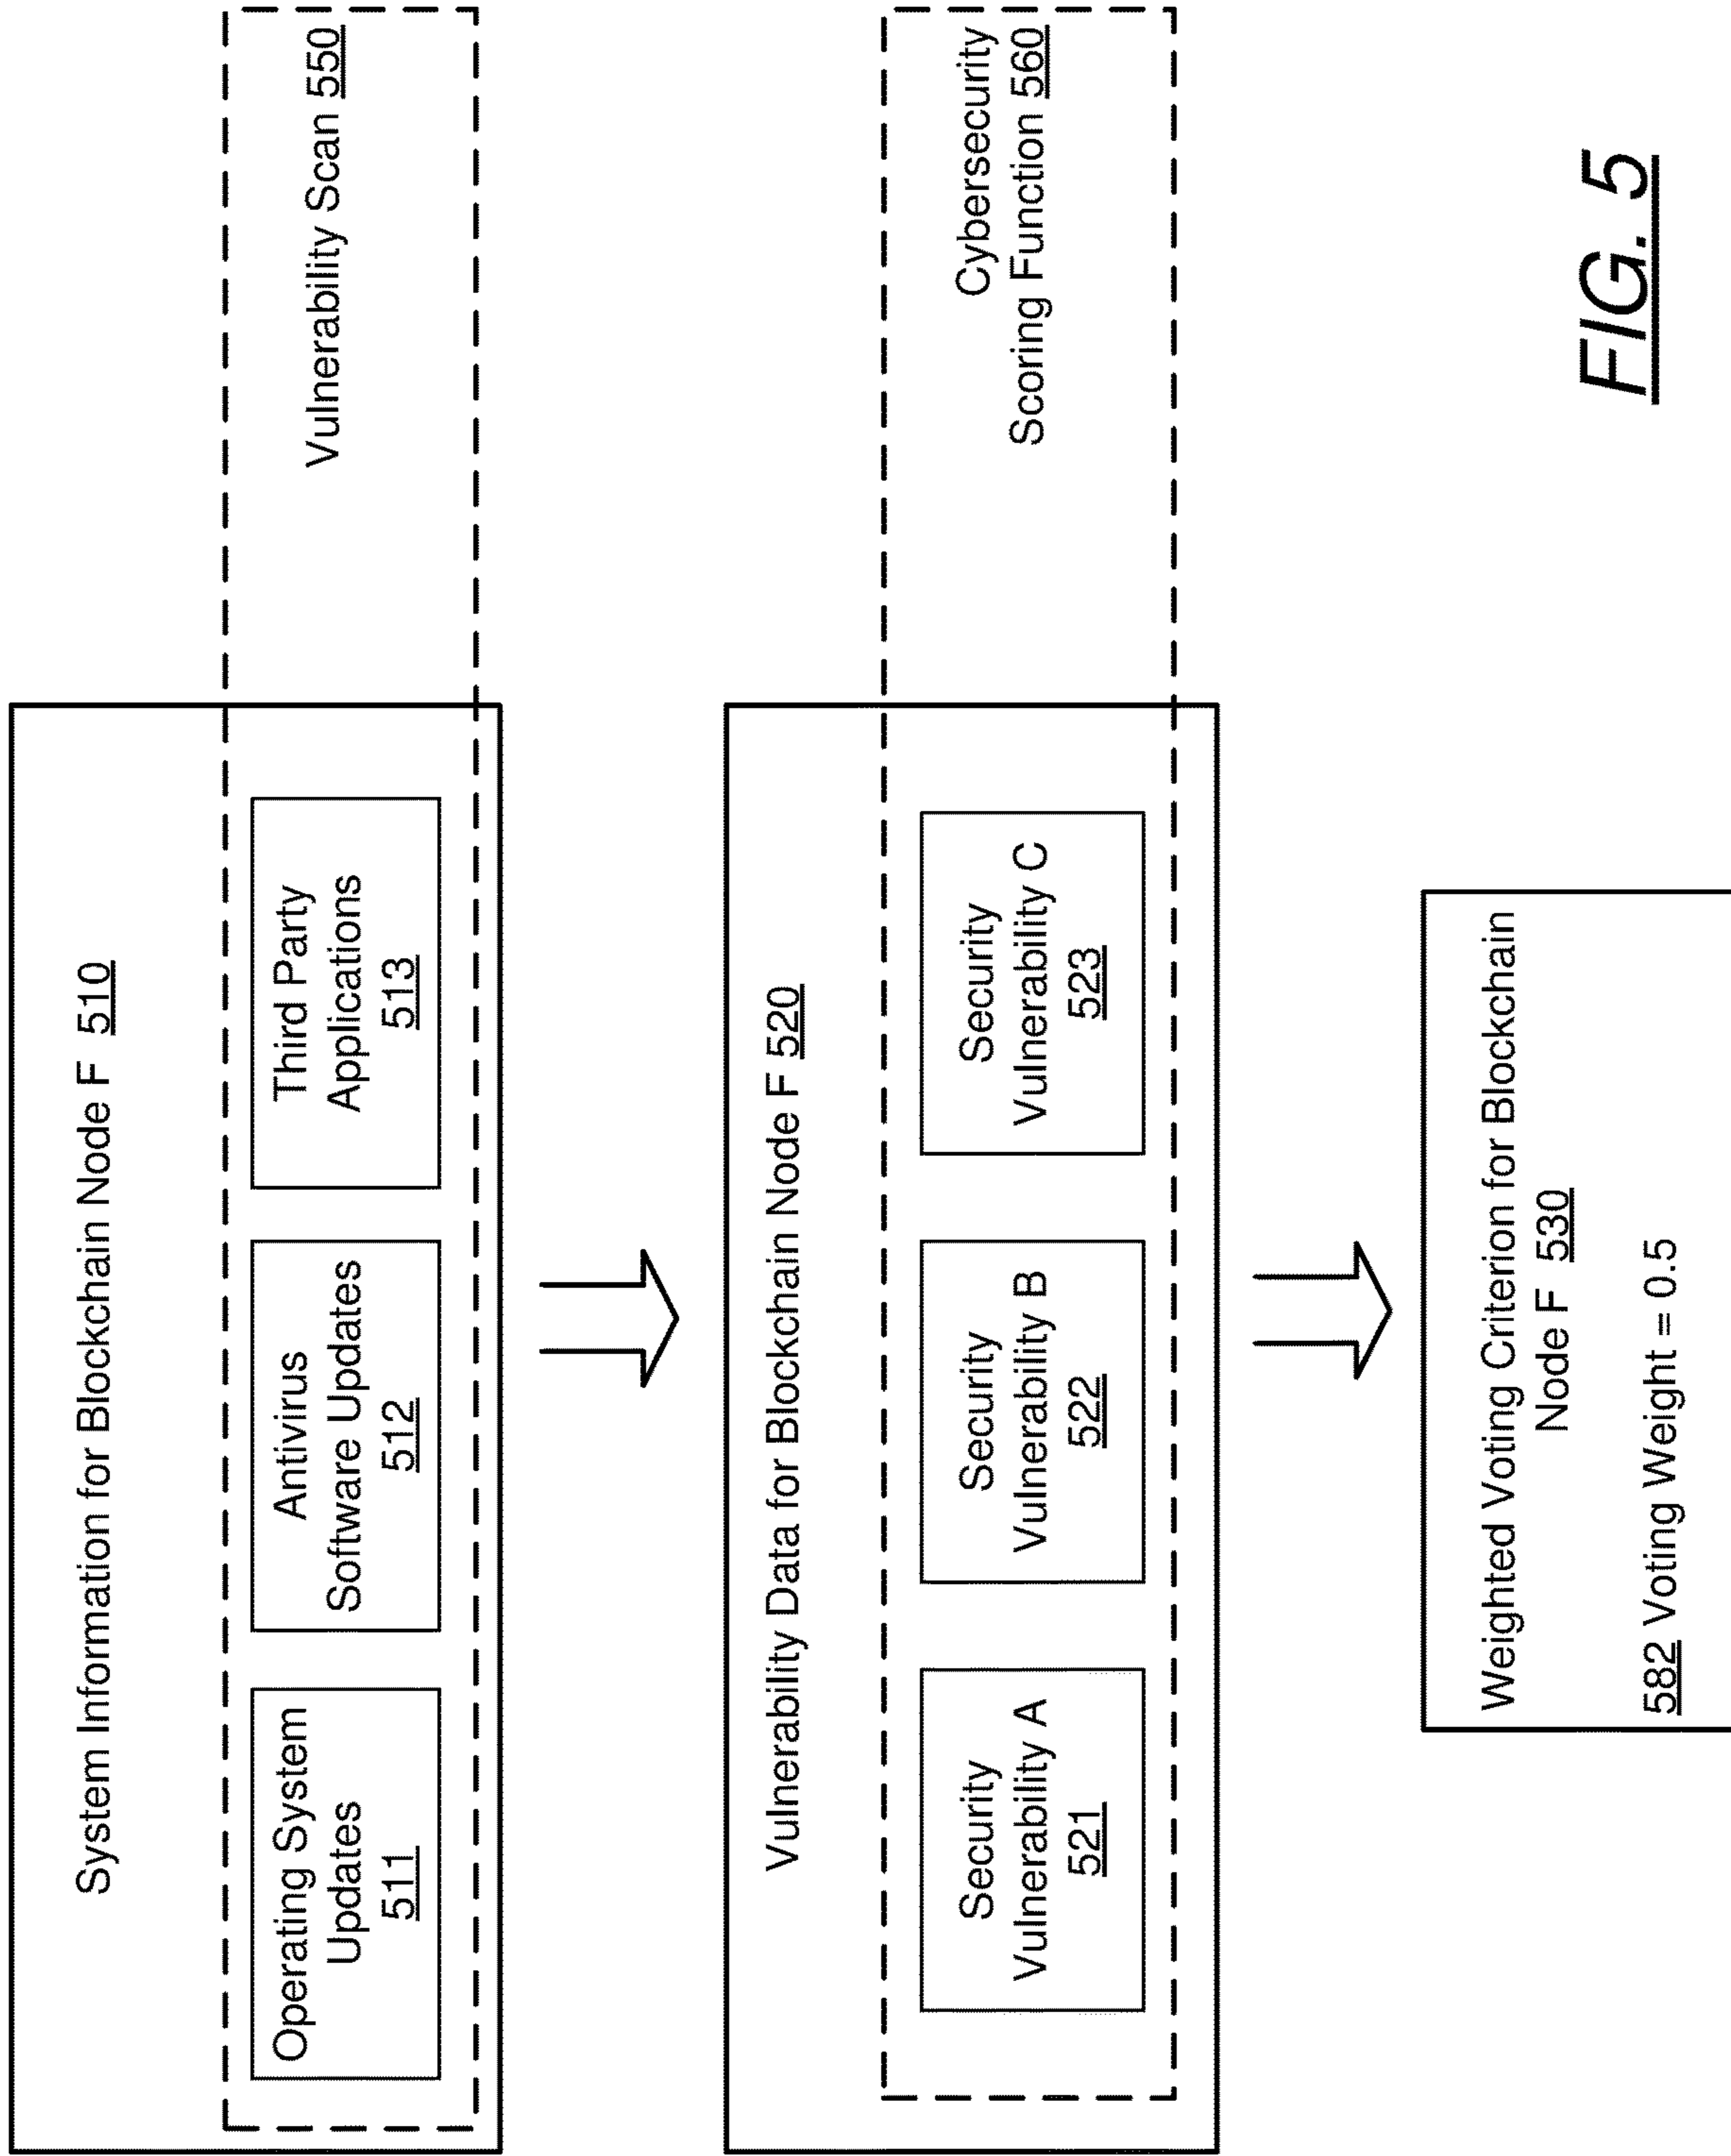 System Information for Blockchain Node F 510
Operating System
Updates
511
Antivirus
Software Updates
512
Third Party
Applications
513
Vulnerability Scan 550
Vulnerability Data for Blockchain Node F 520
Security
Vulnerability A
521
Security
Vulnerability B
522
Security
Vulnerability C
523
Cybersecurity
Scoring Function 560
Weighted Voting Criterion for Blockchain
Node F 530
582 Voting Weight = 0.5
FIG. 5